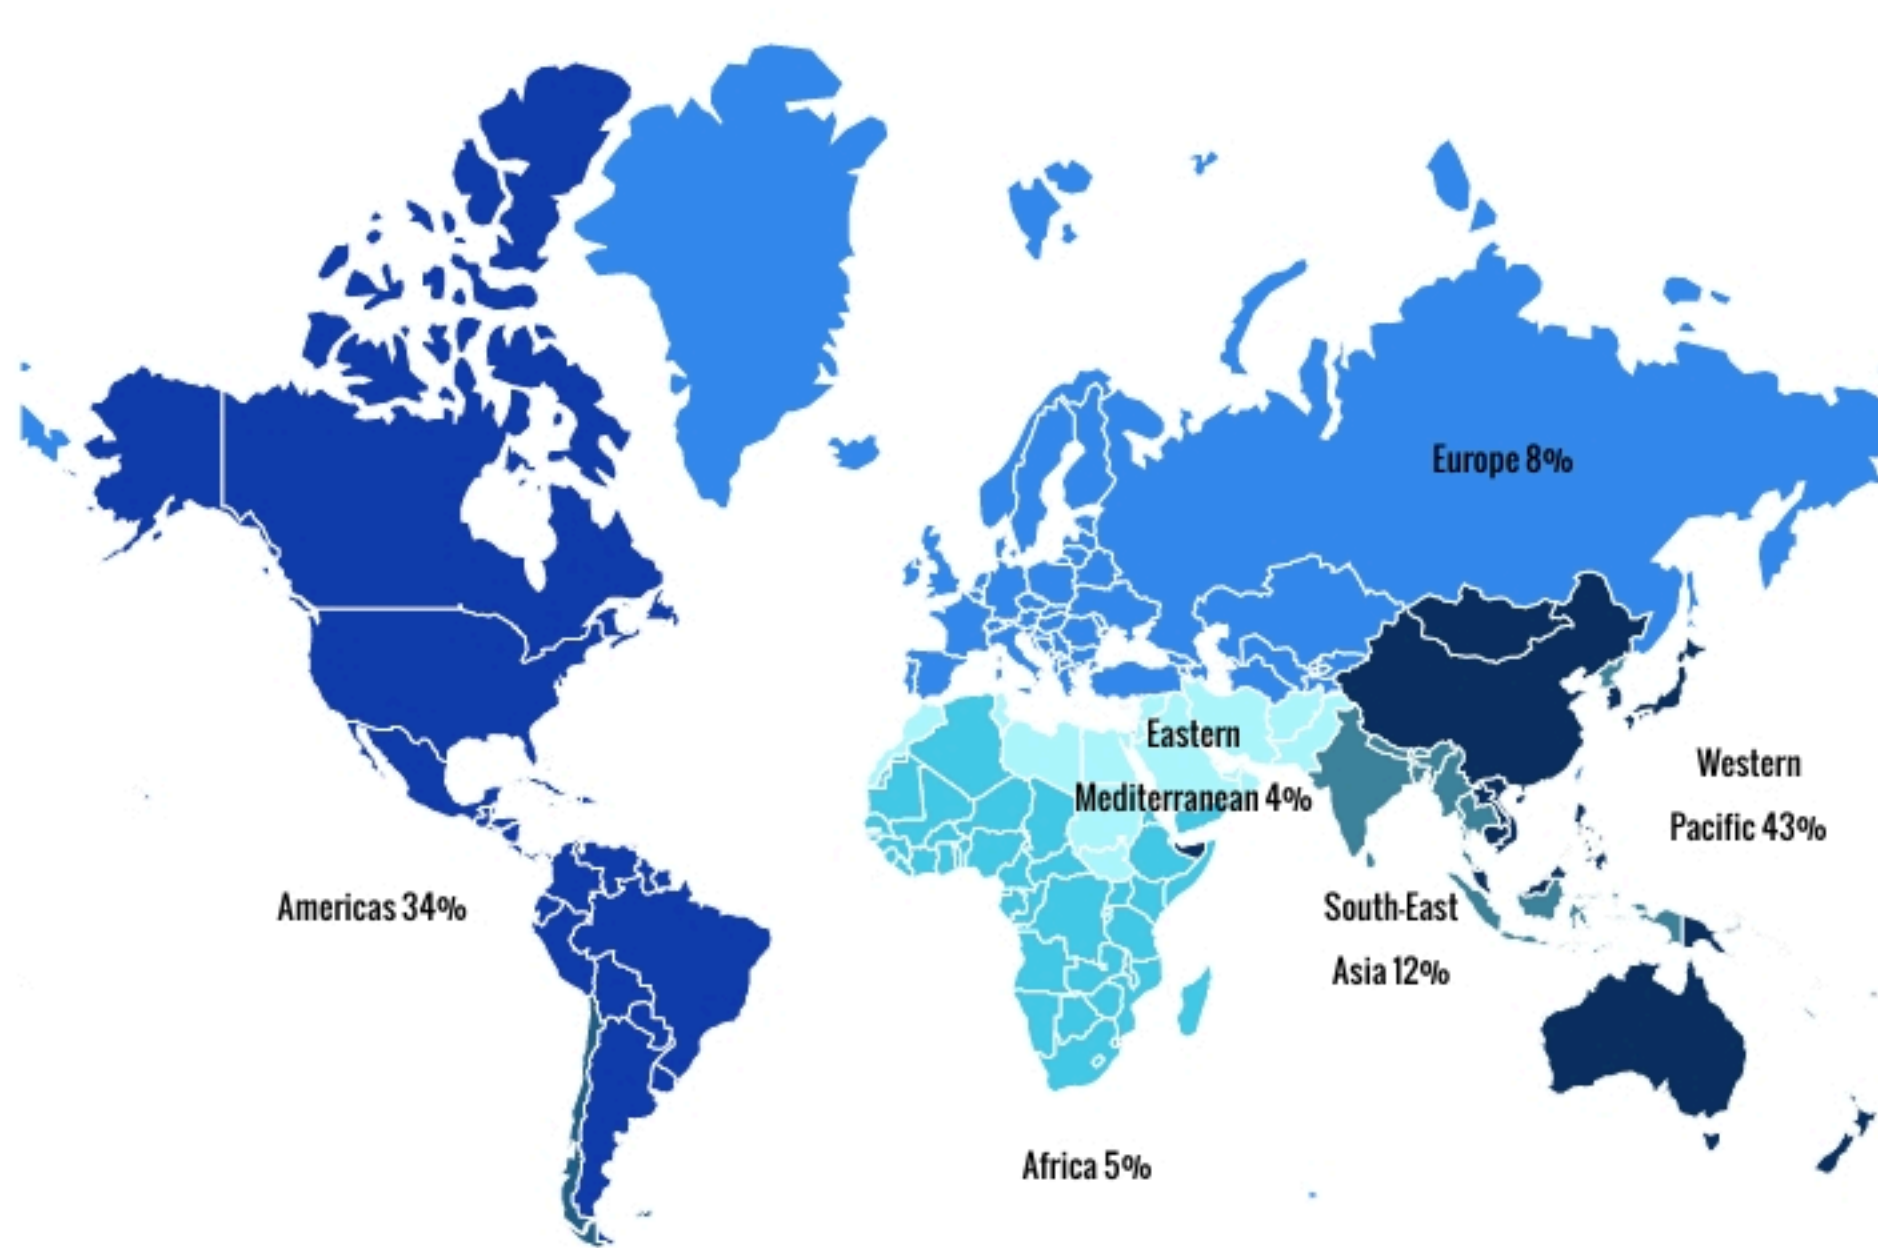 Europe 8%
Eastern
Mediterranean 4%
Western
Pacific 43%
Americas 34%
South-East
Asia 12%
Africa 5%